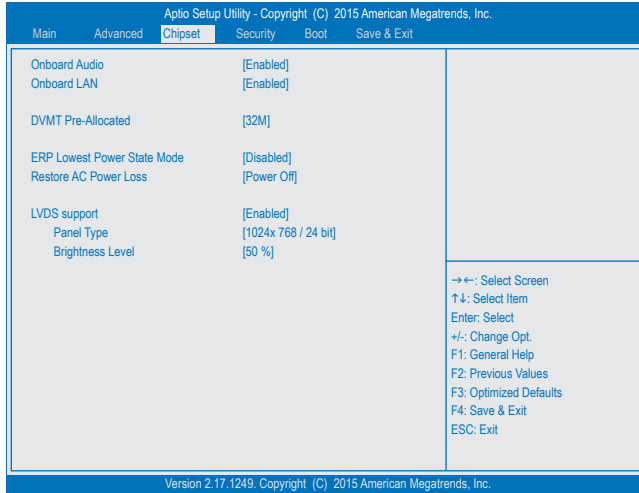 Aptio Setup Utility - Copyright (C) 2015 American Megatrends, Inc.
Main Advanced Chipset Security Boot Save & Exit
Onboard Audio [Enabled]
Onboard LAN [Enabled]
DVMT Pre-Allocated [32M]
ERP Lowest Power State Mode [Disabled]
Restore AC Power Loss [Power Off]
LVDS support [Enabled]
Panel Type [1024x 768 / 24 bit]
Brightness Level [50 %]
→←: Select Screen
↑↓: Select Item
Enter: Select
+/-: Change Opt.
F1: General Help
F2: Previous Values
F3: Optimized Defaults
F4: Save & Exit
ESC: Exit
Version 2.17.1249. Copyright (C) 2015 American Megatrends, Inc.